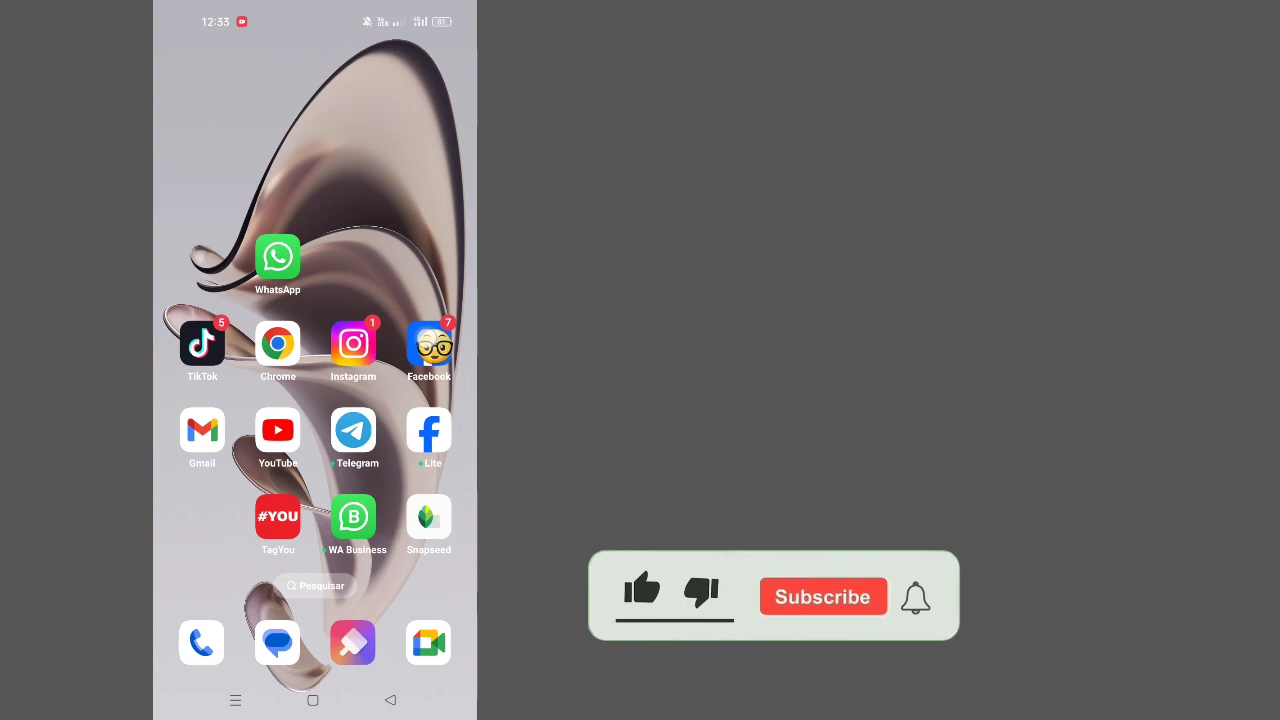 12:33
81
WhatsApp
5
1
7
TikTok
Chrome
Instagram
Facebook
Gmail
YouTube
Telegram
Lite
#YOU
B
TagYou
WA Business
Snapseed
Pesquisar
Subscribe